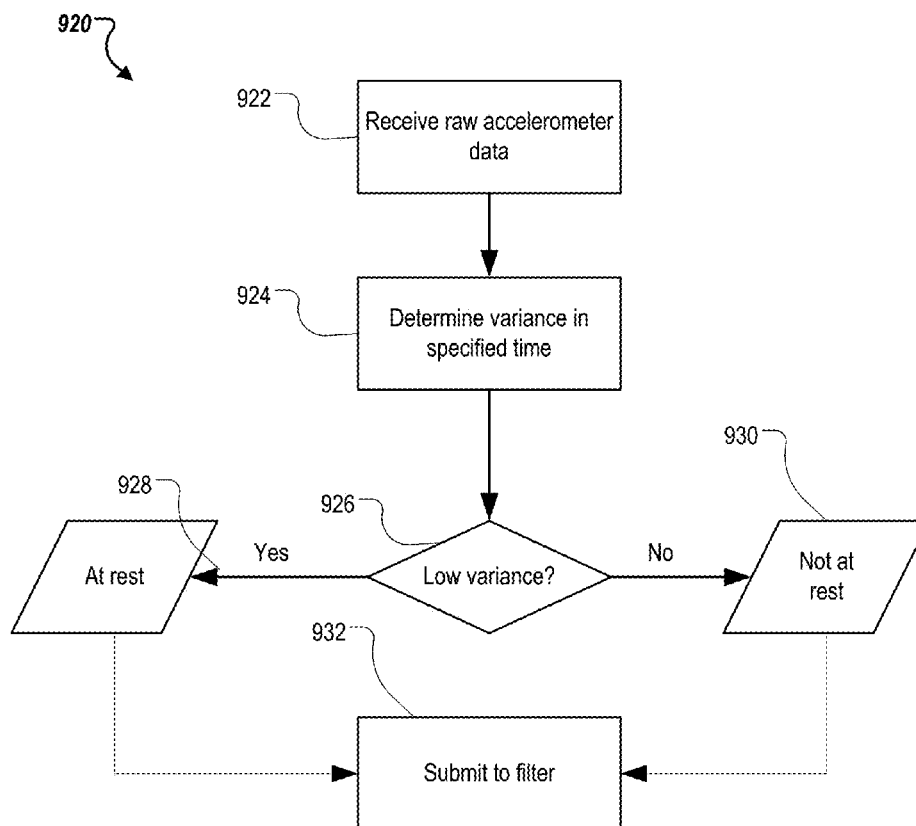 920
922
Receive raw accelerometer
data
924
Determine variance in
specified time
930
928
926
Yes
No
At rest
Low variance?
Not at
rest
932
Submit to filter